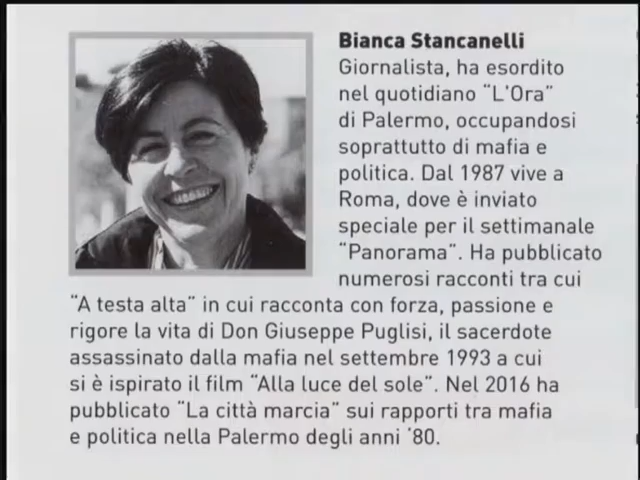 Bianca Stancanelli
Giornalista, ha esordito
nel quotidiano “L'Ora”
di Palermo, occupandosi
soprattutto di mafia e
politica. Dal 1987 vive a
Roma, dove è inviato
speciale per il settimanale
“Panorama”. Ha pubblicato
numerosi racconti tra cui
“A testa alta” in cui racconta con forza, passione e
rigore la vita di Don Giuseppe Puglisi, il sacerdote
assassinato dalla mafia nel settembre 1993 a cui
si è ispirato il film “Alla luce del sole”. Nel 2016 ha
pubblicato “La città marcia” sui rapporti tra mafia
e politica nella Palermo degli anni ‘80.